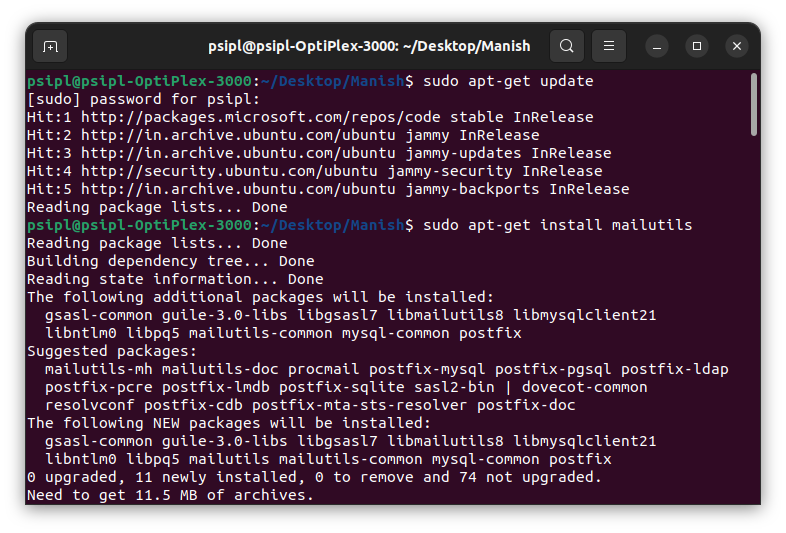 psipl@psipl-OptiPlex-3000: ~/Desktop/Manish
psipl@psipl-OptiPlex-3000:~/Desktop/Manish$ sudo apt-get update
[sudo] password for psipl:
Hit:1 http://packages.microsoft.com/repos/code stable InRelease
Hit:2 http://in.archive.ubuntu.com/ubuntu jammy InRelease
Hit:3 http://in.archive.ubuntu.com/ubuntu jammy-updates InRelease
Hit:4 http://security.ubuntu.com/ubuntu jammy-security InRelease
Hit:5 http://in.archive.ubuntu.com/ubuntu jammy-backports InRelease
Reading package lists... Done
psipl@psipl-OptiPlex-3000:~/Desktop/Manish$ sudo apt-get install mailutils
Reading package lists... Done
Building dependency tree... Done
Reading state information... Done
The following additional packages will be installed:
  gsasl-common guile-3.0-libs libgsasl7 libmailutils8 libmysqlclient21
  libntlm0 libpq5 mailutils-common mysql-common postfix
Suggested packages:
  mailutils-mh mailutils-doc procmail postfix-mysql postfix-pgsql postfix-ldap
  postfix-pcre postfix-lmdb postfix-sqlite sasl2-bin | dovecot-common
  resolvconf postfix-cdb postfix-mta-sts-resolver postfix-doc
The following NEW packages will be installed:
  gsasl-common guile-3.0-libs libgsasl7 libmailutils8 libmysqlclient21
  libntlm0 libpq5 mailutils mailutils-common mysql-common postfix
0 upgraded, 11 newly installed, 0 to remove and 74 not upgraded.
Need to get 11.5 MB of archives.